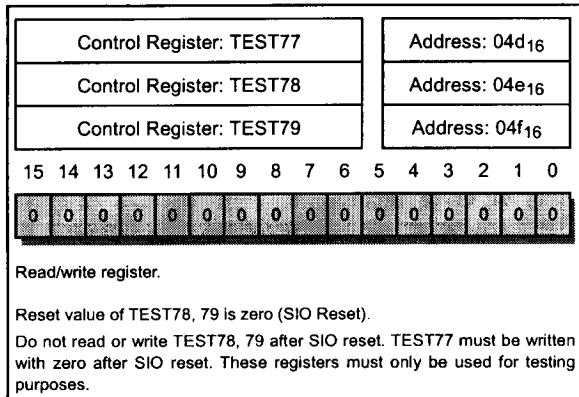 Control Register: TEST77 Address: 04d16
Control Register: TEST78 Address: 04e16
Control Register: TEST79 Address: 04f16
15 14 13 12 11 10 9 8 7 6 5 4 3 2 1 0
0 0 0 0 0 0 0 0 0 0 0 0 0 0 0 0
Read/write register.
Reset value of TEST78, 79 is zero (SIO Reset).
Do not read or write TEST78, 79 after SIO reset. TEST77 must be written
with zero after SIO reset. These registers must only be used for testing
purposes.